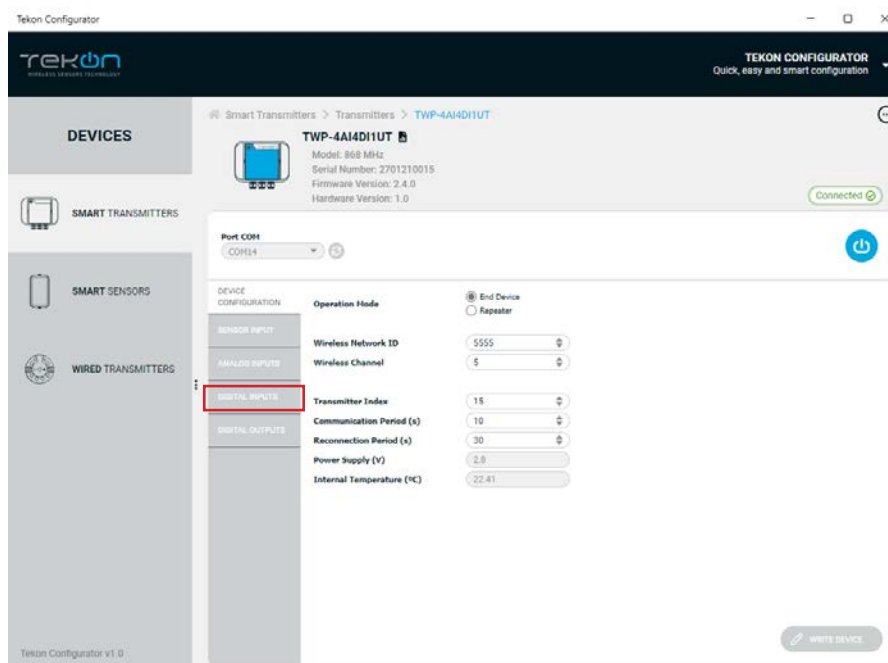 Tekon Configurator
TEKON
WIRELESS SENSORS TECHNOLOGY
TEKON CONFIGURATOR
Quick, easy and smart configuration
DEVICES
SMART TRANSMITTERS
SMART SENSORS
WIRED TRANSMITTERS
Tekon Configurator v1.0
Smart Transmitters > Transmitters > TWP-4AI4DI1UT
TWP-4AI4DI1UT
Model: 868 MHz
Serial Number: 2701210015
Firmware Version: 2.4.0
Hardware Version: 1.0
Connected
Port COM
COM14
DEVICE
CONFIGURATION
SENSOR INPUT
ANALOG INPUTS
DIGITAL INPUTS
DIGITAL OUTPUTS
Operation Mode
End Device
Repeater
Wireless Network ID 5555
Wireless Channel 5
Transmitter Index 15
Communication Period (s) 10
Reconnection Period (s) 30
Power Supply (V) 2.8
Internal Temperature (ºC) 22.41
WRITE DEVICE